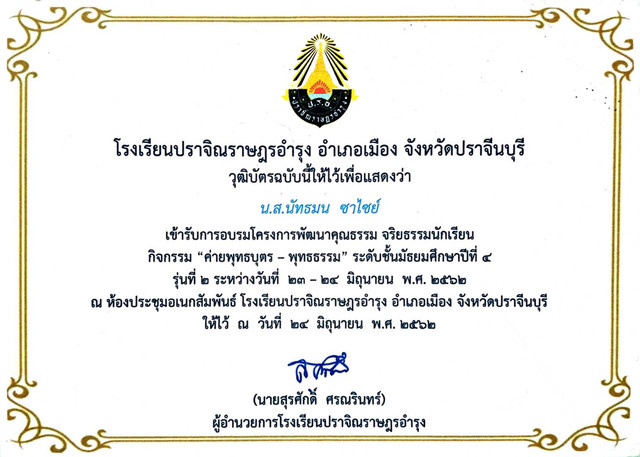 ป.ร.อ.
ปราจิณราษฎรอำรุง
โรงเรียนปราจิณราษฎรอำรุง อำเภอเมือง จังหวัดปราจีนบุรี
วุฒิบัตรฉบับนี้ให้ไว้เพื่อแสดงว่า
น.ส.นัทธมน ซาไซย์
เข้ารับการอบรมโครงการพัฒนาคุณธรรม จริยธรรมนักเรียน
กิจกรรม “ค่ายพุทธบุตร – พุทธธรรม” ระดับชั้นมัธยมศึกษาปีที่ ๔
รุ่นที่ ๒ ระหว่างวันที่ ๒๓ – ๒๔ มิถุนายน พ.ศ. ๒๕๖๒
ณ ห้องประชุมอเนกสัมพันธ์ โรงเรียนปราจิณราษฎรอำรุง อำเภอเมือง จังหวัดปราจีนบุรี
ให้ไว้ ณ วันที่ ๒๔ มิถุนายน พ.ศ. ๒๕๖๒
(นายสุรศักดิ์ ศรณรินทร์)
ผู้อำนวยการโรงเรียนปราจิณราษฎรอำรุง